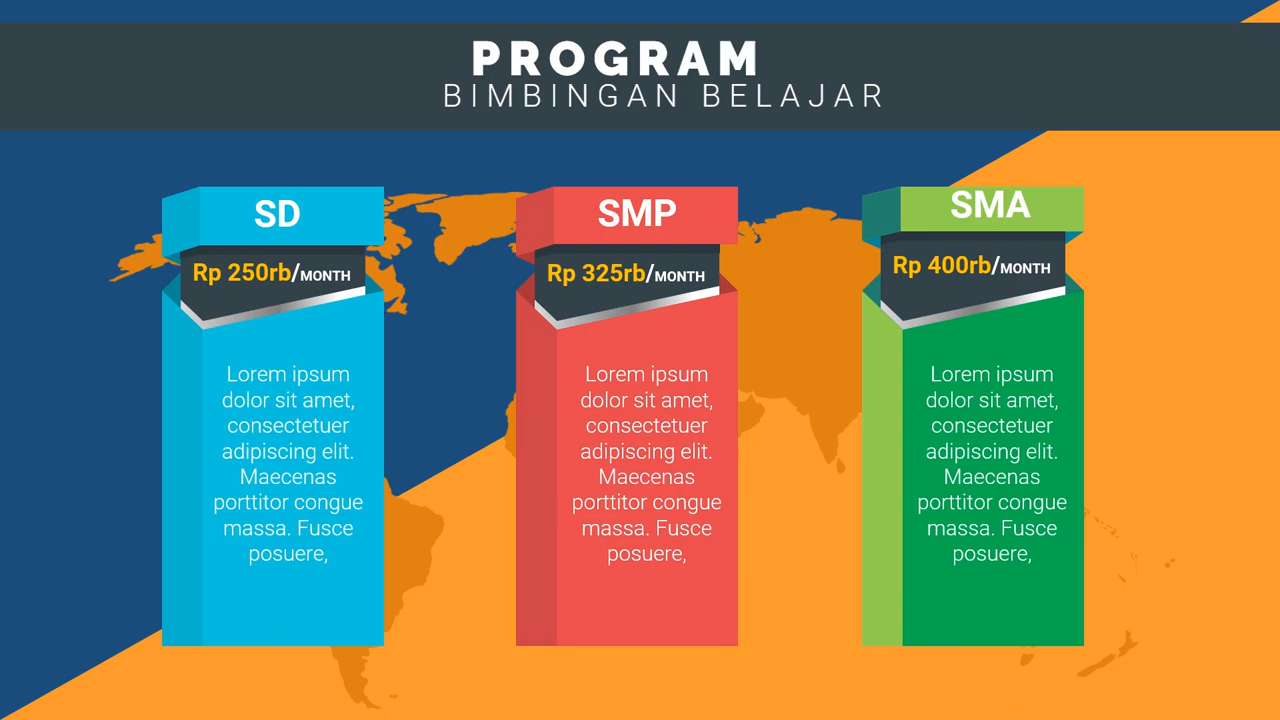 PROGRAM
BIMBINGAN BELAJAR
SD
Rp 250rb/MONTH
Lorem ipsum
dolor sit amet,
consectetuer
adipiscing elit.
Maecenas
porttitor congue
massa. Fusce
posuere,
SMP
Rp 325rb/MONTH
Lorem ipsum
dolor sit amet,
consectetuer
adipiscing elit.
Maecenas
porttitor congue
massa. Fusce
posuere,
SMA
Rp 400rb/MONTH
Lorem ipsum
dolor sit amet,
consectetuer
adipiscing elit.
Maecenas
porttitor congue
massa. Fusce
posuere,